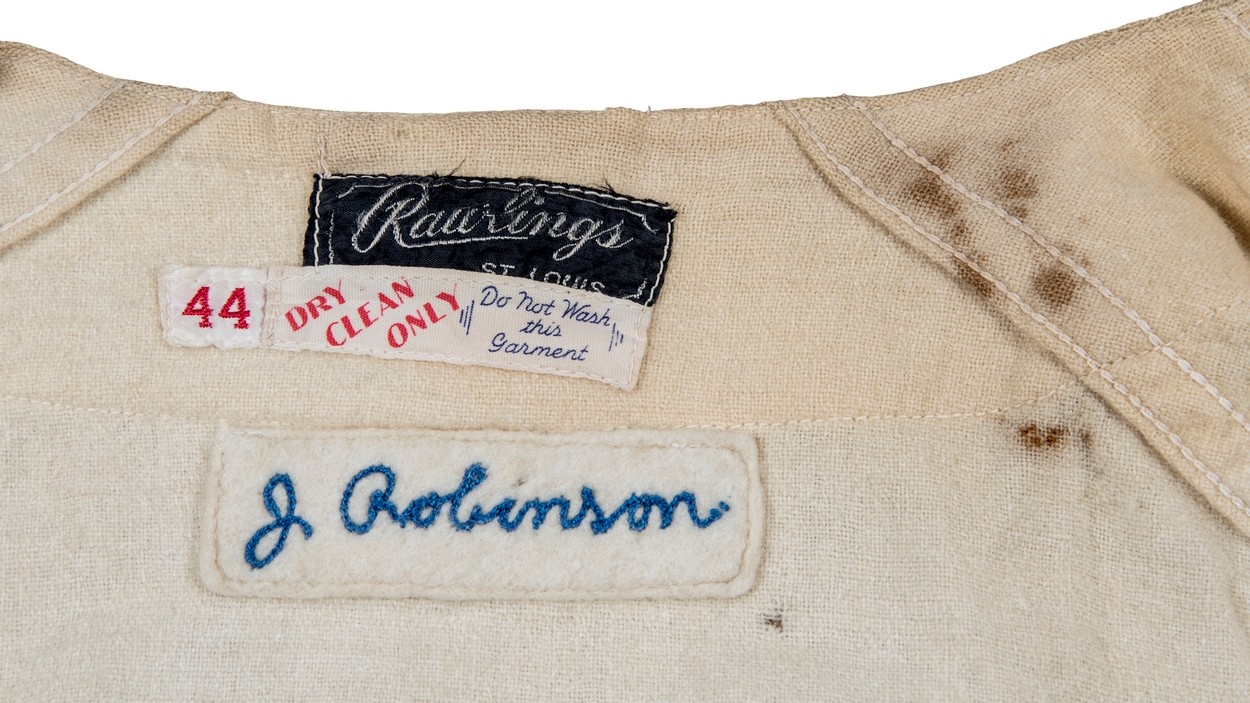 Rawlings
ST. LOUIS
44
DRY
CLEAN
ONLY
Do Not Wash
this
Garment
J Robinson